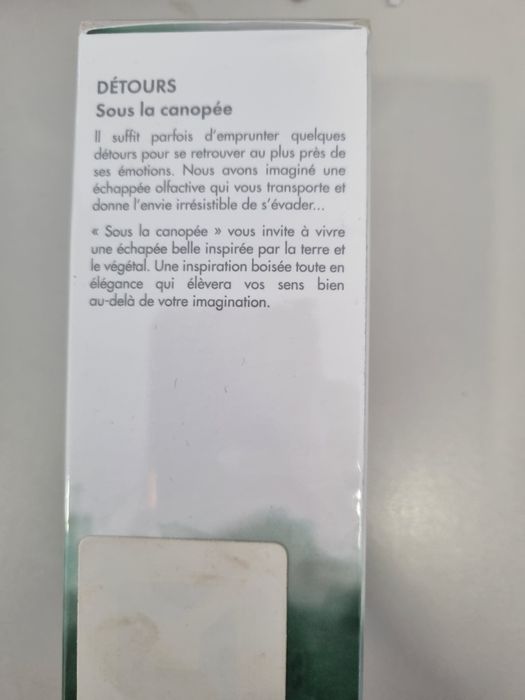 DÉTOURS
Sous la canopée
Il suffit parfois d'emprunter quelques
détours pour se retrouver au plus près de
ses émotions. Nous avons imaginé une
échappée olfactive qui vous transporte et
donne l'envie irrésistible de s'évader...
« Sous la canopée » vous invite à vivre
une échapée belle inspirée par la terre et
le végétal. Une inspiration boisée toute en
élégance qui élèvera vos sens bien
au-delà de votre imagination.